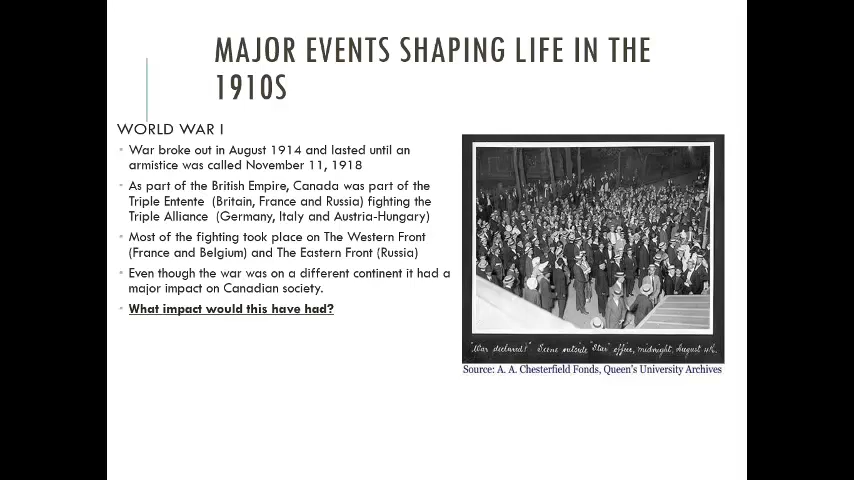 MAJOR EVENTS SHAPING LIFE IN THE
1910S
WORLD WAR I
War broke out in August 1914 and lasted until an
armistice was called November 11, 1918
As part of the British Empire, Canada was part of the
Triple Entente (Britain, France and Russia) fighting the
Triple Alliance (Germany, Italy and Austria-Hungary)
Most of the fighting took place on The Western Front
(France and Belgium) and The Eastern Front (Russia)
Even though the war was on a different continent it had a
major impact on Canadian society.
What impact would this have had?
"War declared!" Scene outside "Star" office, midnight, August 4th.
Source: A. A. Chesterfield Fonds, Queen's University Archives